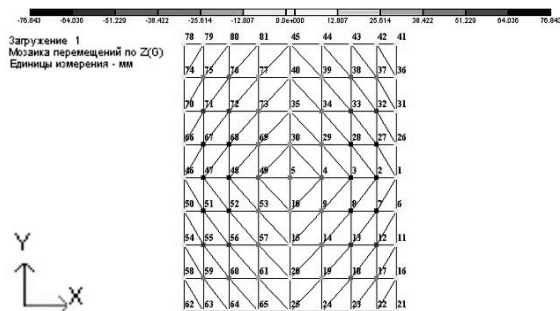 -76.843 -64.036 -51.229 -38.422 -25.614 -12.807 0.0e+000 12.807 25.614 38.422 51.229 64.036 76.843
Загружение 1
Мозаика перемещений по Z(G)
Единицы измерения - мм
78 79 80 81 45 44 43 42 41
74 75 76 77 40 39 38 37 36
70 71 72 73 35 34 33 32 31
66 67 68 69 30 29 28 27 26
46 47 48 49 5 4 3 2 1
50 51 52 53 10 9 8 7 6
54 55 56 57 15 14 13 12 11
58 59 60 61 20 19 18 17 16
62 63 64 65 25 24 23 22 21
Y
X